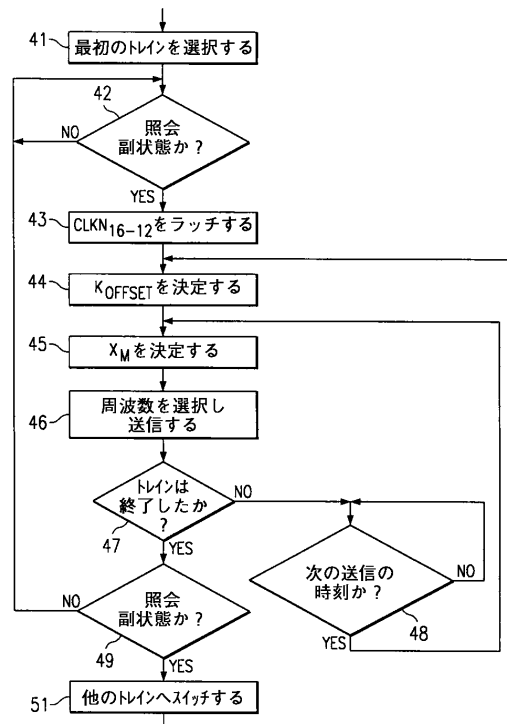 41
最初のトレインを選択する
42
照会
副状態か?
NO
YES
43
CLKN16-12をラッチする
44
KOFFSETを決定する
45
XMを決定する
46
周波数を選択し
送信する
トレインは
終了したか
?
NO
47
YES
次の送信の
時刻か?
NO
YES
48
照会
副状態か?
NO
49
YES
51
他のトレインへスイッチする